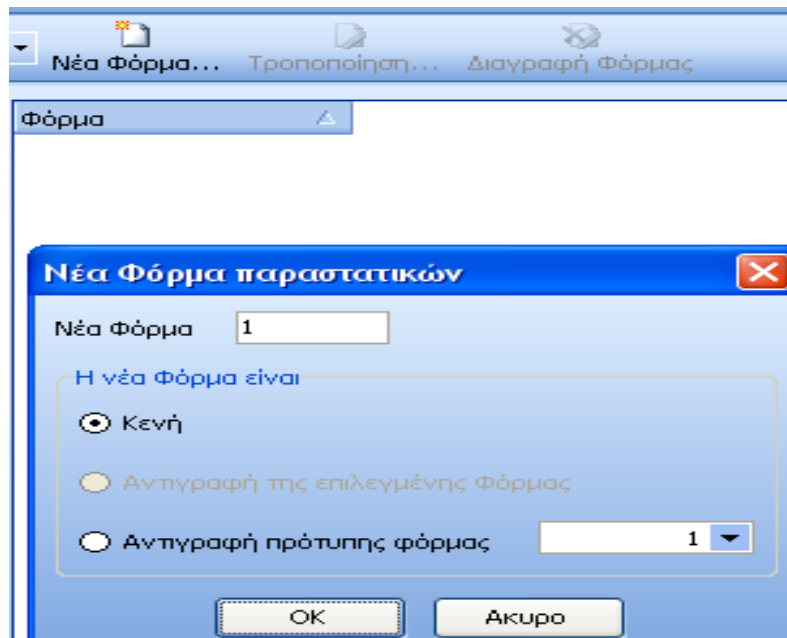 Νέα Φόρμα... Τροποποίηση... Διαγραφή Φόρμας
Φόρμα
Νέα Φόρμα παραστατικών
Νέα Φόρμα 1
Η νέα Φόρμα είναι
Κενή
Αντιγραφή της επιλεγμένης Φόρμας
Αντιγραφή πρότυπης φόρμας 1
OK Ακυρο